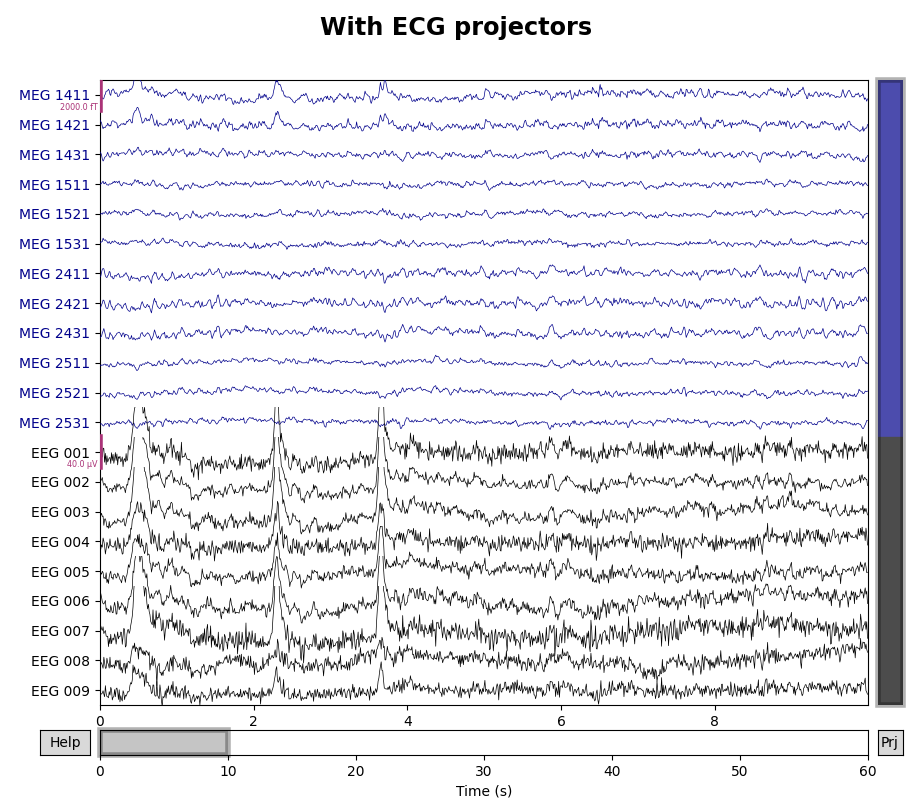 With ECG projectors
MEG 1411
2000.0 fT
MEG 1421
MEG 1431
MEG 1511
MEG 1521
MEG 1531
MEG 2411
MEG 2421
MEG 2431
MEG 2511
MEG 2521
MEG 2531
EEG 001
40.0 µV
EEG 002
EEG 003
EEG 004
EEG 005
EEG 006
EEG 007
EEG 008
EEG 009
0 2 4 6 8
Help Prj
0 10 20 30 40 50 60
Time (s)